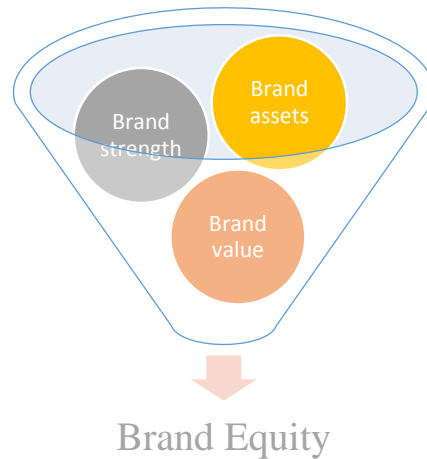 Brand
strength
Brand
assets
Brand
value
Brand Equity